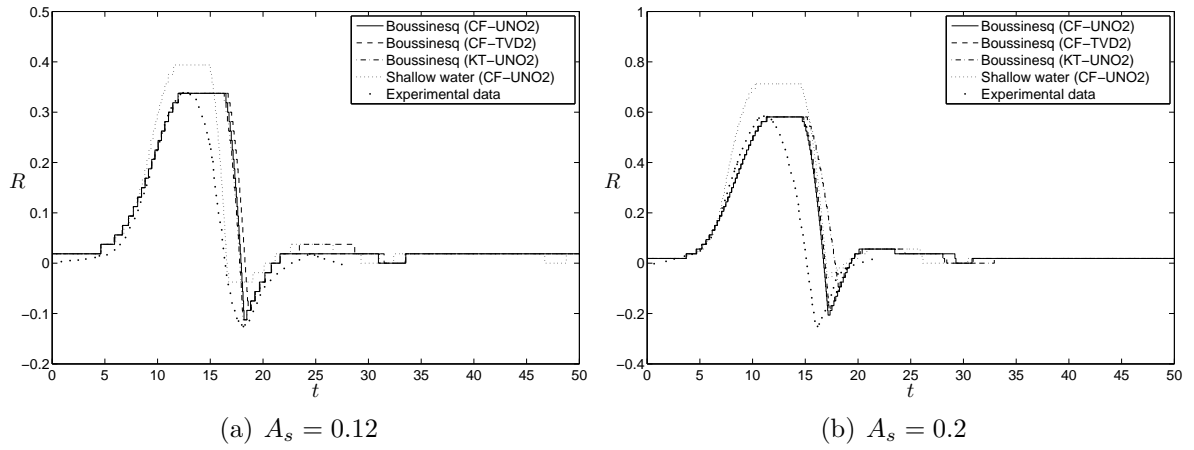 0.5
0.4
0.3
0.2
0.1
0
−0.1
−0.2
R
0 5 10 15 20 25 30 35 40 45 50
t
Boussinesq (CF−UNO2)
Boussinesq (CF−TVD2)
Boussinesq (KT−UNO2)
Shallow water (CF−UNO2)
Experimental data
(a) A_s = 0.12
1
0.8
0.6
0.4
0.2
0
−0.2
−0.4
R
0 5 10 15 20 25 30 35 40 45 50
t
Boussinesq (CF−UNO2)
Boussinesq (CF−TVD2)
Boussinesq (KT−UNO2)
Shallow water (CF−UNO2)
Experimental data
(b) A_s = 0.2